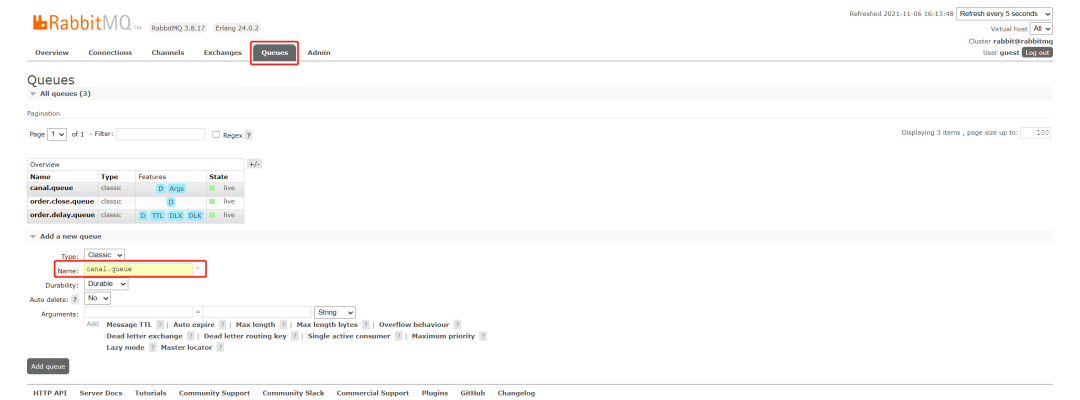 Refreshed 2021-11-06 16:13:48 Refresh every 5 seconds
RabbitMQ TM RabbitMQ 3.8.17 Erlang 24.0.2
Virtual host All
Cluster rabbit@rabbitmq
User guest Log out
Overview Connections Channels Exchanges Queues Admin
Queues
All queues (3)
Pagination
Page 1 of 1 - Filter: Regex ?
Displaying 3 items , page size up to: 100
Overview +/-
Name Type Features State
canal.queue classic D Args live
order.close.queue classic D live
order.delay.queue classic D TTL DLX DLK live
Add a new queue
Type: Classic
Name: canal.queue *
Durability: Durable
Auto delete: ? No
Arguments: = String
Add Message TTL ? | Auto expire ? | Max length ? | Max length bytes ? | Overflow behaviour ?
Dead letter exchange ? | Dead letter routing key ? | Single active consumer ? | Maximum priority ?
Lazy mode ? Master locator ?
Add queue
HTTP API Server Docs Tutorials Community Support Community Slack Commercial Support Plugins GitHub Changelog